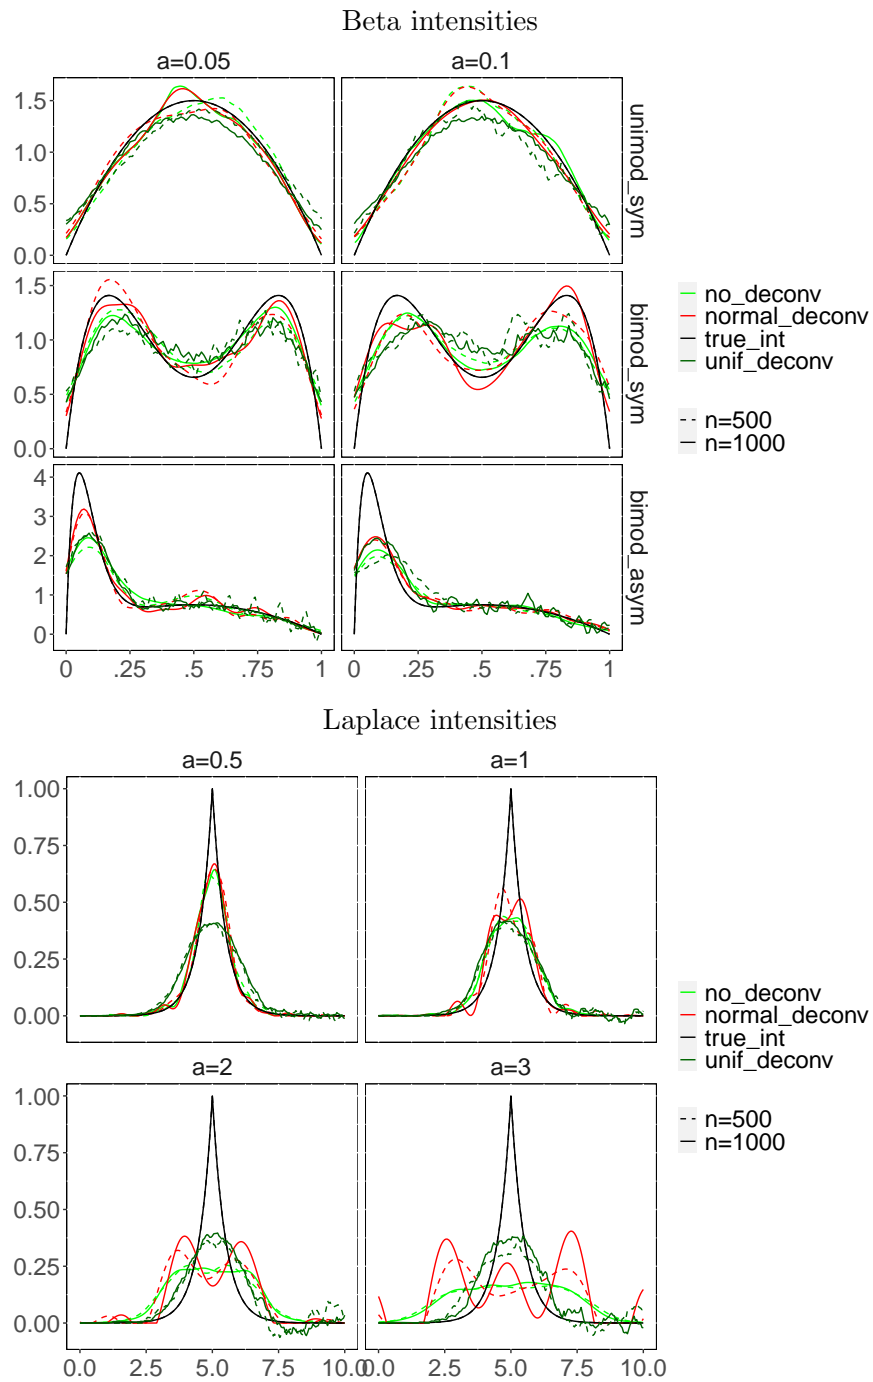 Beta intensities
a=0.05
a=0.1
1.5
1.0
0.5
0.0
unimod_sym
1.5
1.0
0.5
0.0
bimod_sym
4
3
2
1
0
bimod_asym
0 .25 .5 .75 1
0 .25 .5 .75 1
no_deconv
normal_deconv
true_int
unif_deconv
n=500
n=1000
Laplace intensities
a=0.5
a=1
1.00
0.75
0.50
0.25
0.00
a=2
a=3
1.00
0.75
0.50
0.25
0.00
0.0 2.5 5.0 7.5 10.0
0.0 2.5 5.0 7.5 10.0
no_deconv
normal_deconv
true_int
unif_deconv
n=500
n=1000